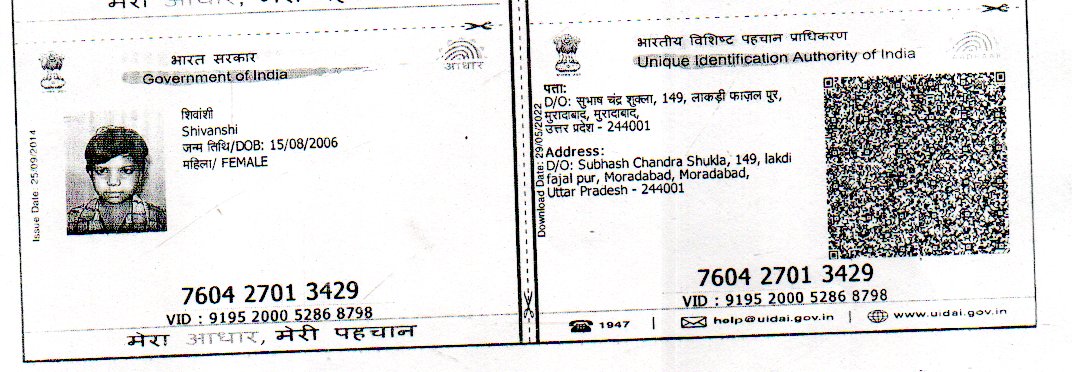 मेरा आधार, मेरी पह
भारत सरकार
Government of India
आधार
Issue Date: 25/09/2014
शिवांशी
Shivanshi
जन्म तिथि/DOB: 15/08/2006
महिला/ FEMALE
7604 2701 3429
VID : 9195 2000 5286 8798
मेरा आधार, मेरी पहचान
भारतीय विशिष्ट पहचान प्राधिकरण
Unique Identification Authority of India
Download Date: 29/05/2022
पता:
D/O: सुभाष चंद्र शुक्ला, 149, लाकड़ी फाज़ल पुर,
मुरादाबाद, मुरादाबाद,
उत्तर प्रदेश - 244001
Address:
D/O: Subhash Chandra Shukla, 149, lakdi
fajal pur, Moradabad, Moradabad,
Uttar Pradesh - 244001
7604 2701 3429
VID : 9195 2000 5286 8798
1947 | help@uidai.gov.in | www.uidai.gov.in